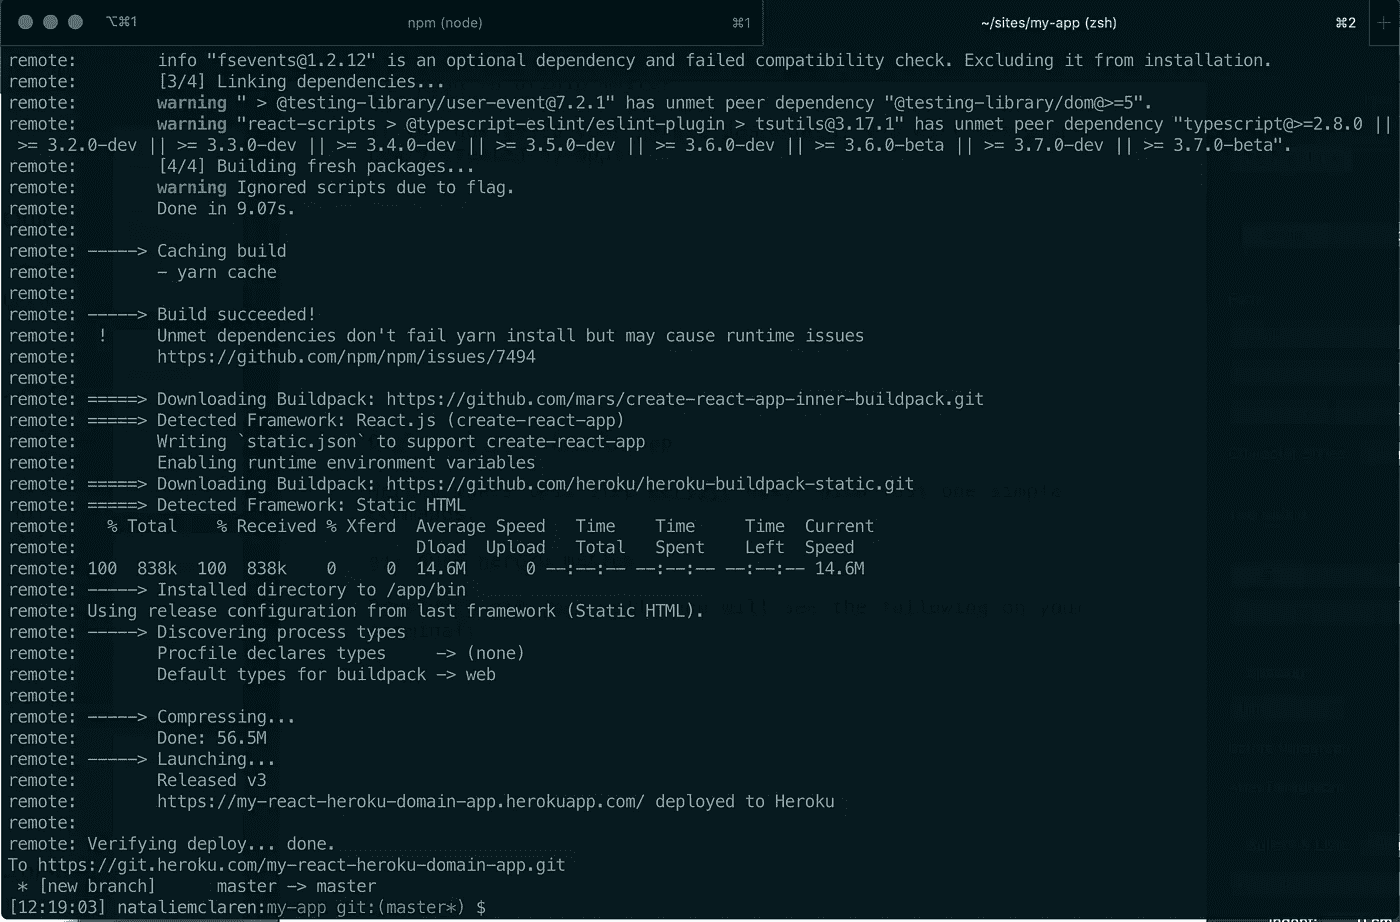 ⌥⌘1 npm (node) ⌘1 ~/sites/my-app (zsh) ⌘2 +
remote: info "fsevents@1.2.12" is an optional dependency and failed compatibility check. Excluding it from installation.
remote: [3/4] Linking dependencies...
remote: warning " > @testing-library/user-event@7.2.1" has unmet peer dependency "@testing-library/dom@>=5".
remote: warning "react-scripts > @typescript-eslint/eslint-plugin > tsutils@3.17.1" has unmet peer dependency "typescript@>=2.8.0 ||
>= 3.2.0-dev || >= 3.3.0-dev || >= 3.4.0-dev || >= 3.5.0-dev || >= 3.6.0-dev || >= 3.6.0-beta || >= 3.7.0-dev || >= 3.7.0-beta".
remote: [4/4] Building fresh packages...
remote: warning Ignored scripts due to flag.
remote: Done in 9.07s.
remote:
remote: -----> Caching build
remote: - yarn cache
remote:
remote: -----> Build succeeded!
remote: ! Unmet dependencies don't fail yarn install but may cause runtime issues
remote: https://github.com/npm/npm/issues/7494
remote:
remote: =====> Downloading Buildpack: https://github.com/mars/create-react-app-inner-buildpack.git
remote: =====> Detected Framework: React.js (create-react-app)
remote: Writing `static.json` to support create-react-app
remote: Enabling runtime environment variables
remote: =====> Downloading Buildpack: https://github.com/heroku/heroku-buildpack-static.git
remote: =====> Detected Framework: Static HTML
remote: % Total % Received % Xferd Average Speed Time Time Time Current
remote: Dload Upload Total Spent Left Speed
remote: 100 838k 100 838k 0 0 14.6M 0 --:--:-- --:--:-- --:--:-- 14.6M
remote: -----> Installed directory to /app/bin
remote: Using release configuration from last framework (Static HTML).
remote: -----> Discovering process types
remote: Procfile declares types -> (none)
remote: Default types for buildpack -> web
remote:
remote: -----> Compressing...
remote: Done: 56.5M
remote: -----> Launching...
remote: Released v3
remote: https://my-react-heroku-domain-app.herokuapp.com/ deployed to Heroku
remote:
remote: Verifying deploy... done.
To https://git.heroku.com/my-react-heroku-domain-app.git
* [new branch] master -> master
[12:19:03] nataliemclaren:my-app git:(master*) $